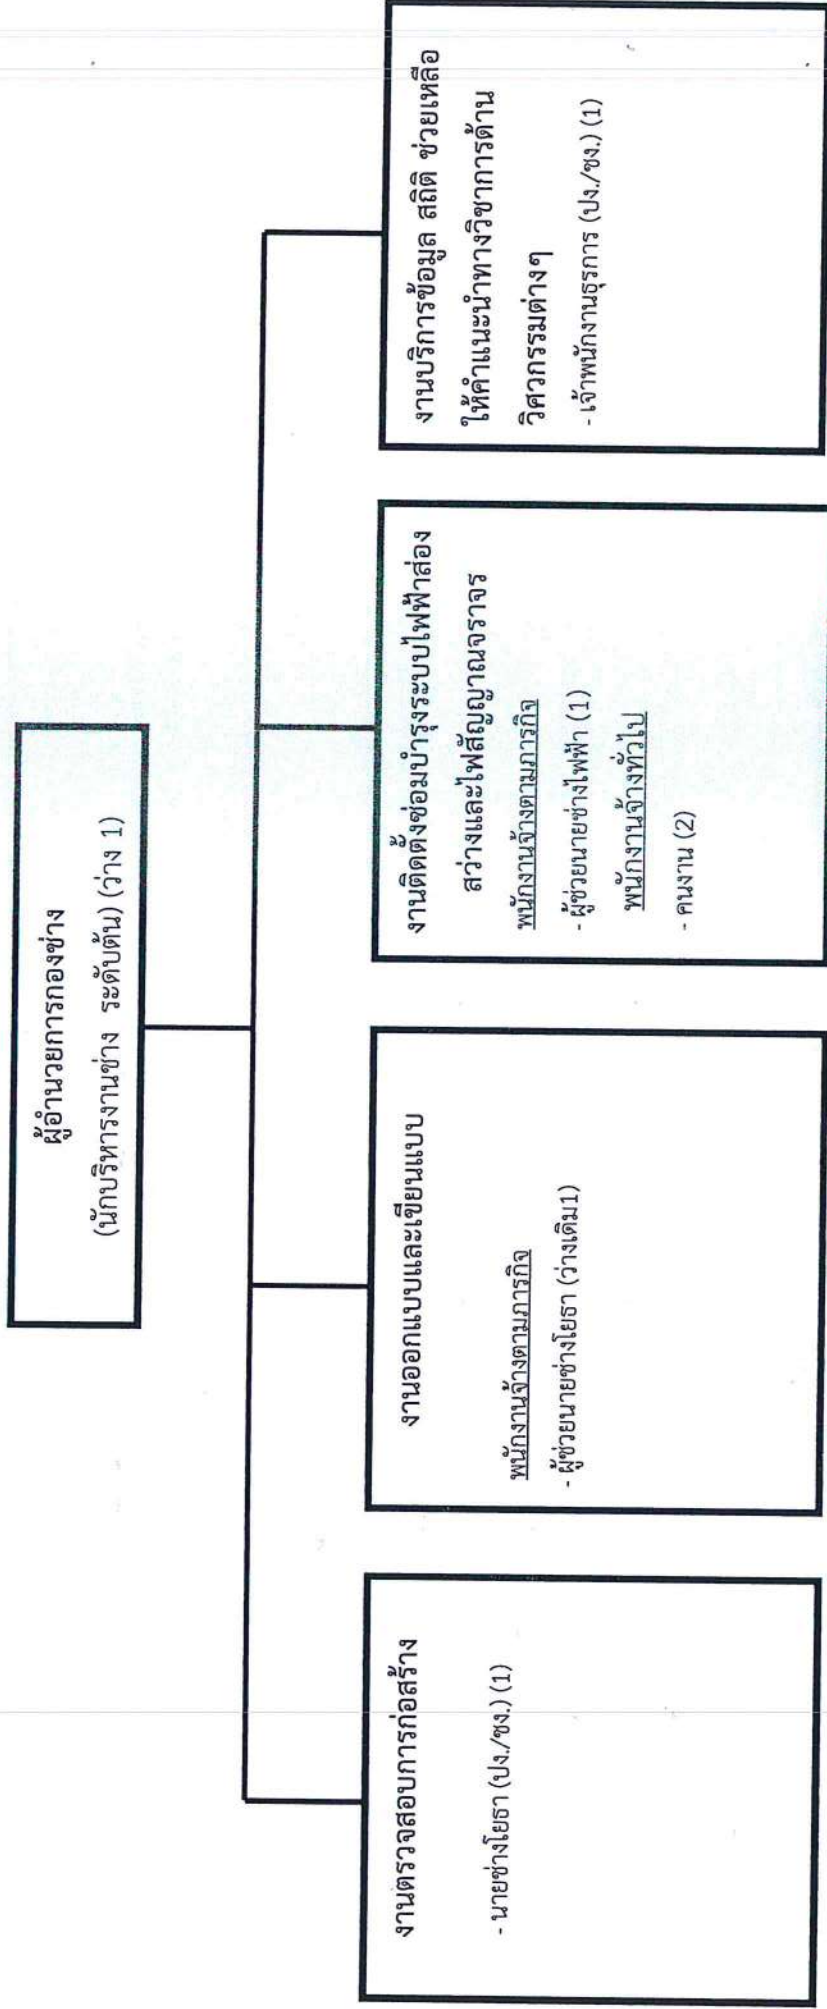 ผู้อำนวยการกองช่าง
(นักบริหารงานช่าง ระดับต้น) (ว่าง 1)
งานตรวจสอบการก่อสร้าง
- นายช่างโยธา (ปง./ชง.) (1)
งานออกแบบและเขียนแบบ
พนักงานจ้างตามภารกิจ
- ผู้ช่วยนายช่างโยธา (ว่างเดิม1)
งานติดตั้งซ่อมบำรุงระบบไฟฟ้าส่อง
สว่างและไฟสัญญาณจราจร
พนักงานจ้างตามภารกิจ
- ผู้ช่วยนายช่างไฟฟ้า (1)
พนักงานจ้างทั่วไป
- คนงาน (2)
งานบริการข้อมูล สถิติ ช่วยเหลือ
ให้คำแนะนำทางวิชาการด้าน
วิศวกรรมต่างๆ
- เจ้าพนักงานธุรการ (ปง./ชง.) (1)